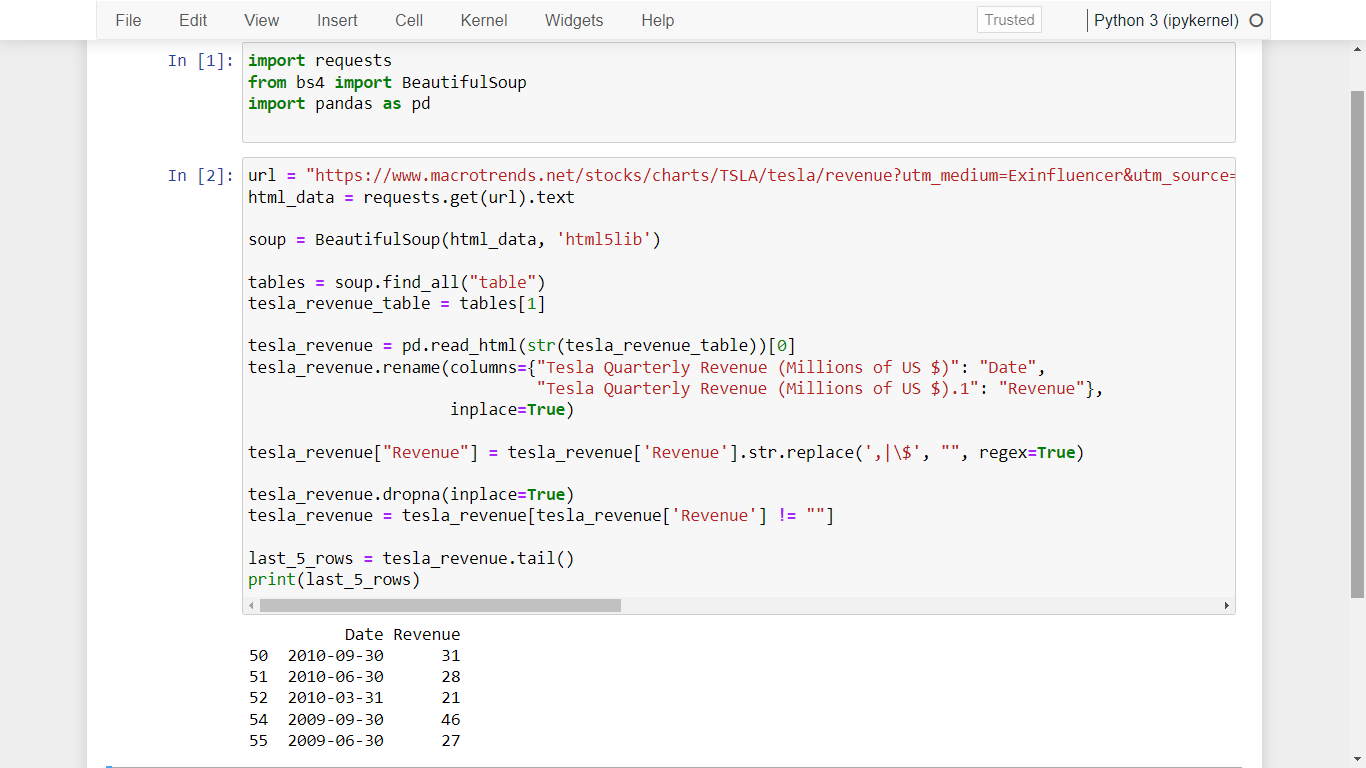 File Edit View Insert Cell Kernel Widgets Help Trusted Python 3 (ipykernel)
In [1]: import requests
from bs4 import BeautifulSoup
import pandas as pd
In [2]: url = "https://www.macrotrends.net/stocks/charts/TSLA/tesla/revenue?utm_medium=Exinfluencer&utm_source=
html_data = requests.get(url).text
soup = BeautifulSoup(html_data, 'html5lib')
tables = soup.find_all("table")
tesla_revenue_table = tables[1]
tesla_revenue = pd.read_html(str(tesla_revenue_table))[0]
tesla_revenue.rename(columns={"Tesla Quarterly Revenue (Millions of US $)": "Date",
"Tesla Quarterly Revenue (Millions of US $).1": "Revenue"},
inplace=True)
tesla_revenue["Revenue"] = tesla_revenue['Revenue'].str.replace(',|\$', "", regex=True)
tesla_revenue.dropna(inplace=True)
tesla_revenue = tesla_revenue[tesla_revenue['Revenue'] != ""]
last_5_rows = tesla_revenue.tail()
print(last_5_rows)
Date Revenue
50 2010-09-30 31
51 2010-06-30 28
52 2010-03-31 21
54 2009-09-30 46
55 2009-06-30 27